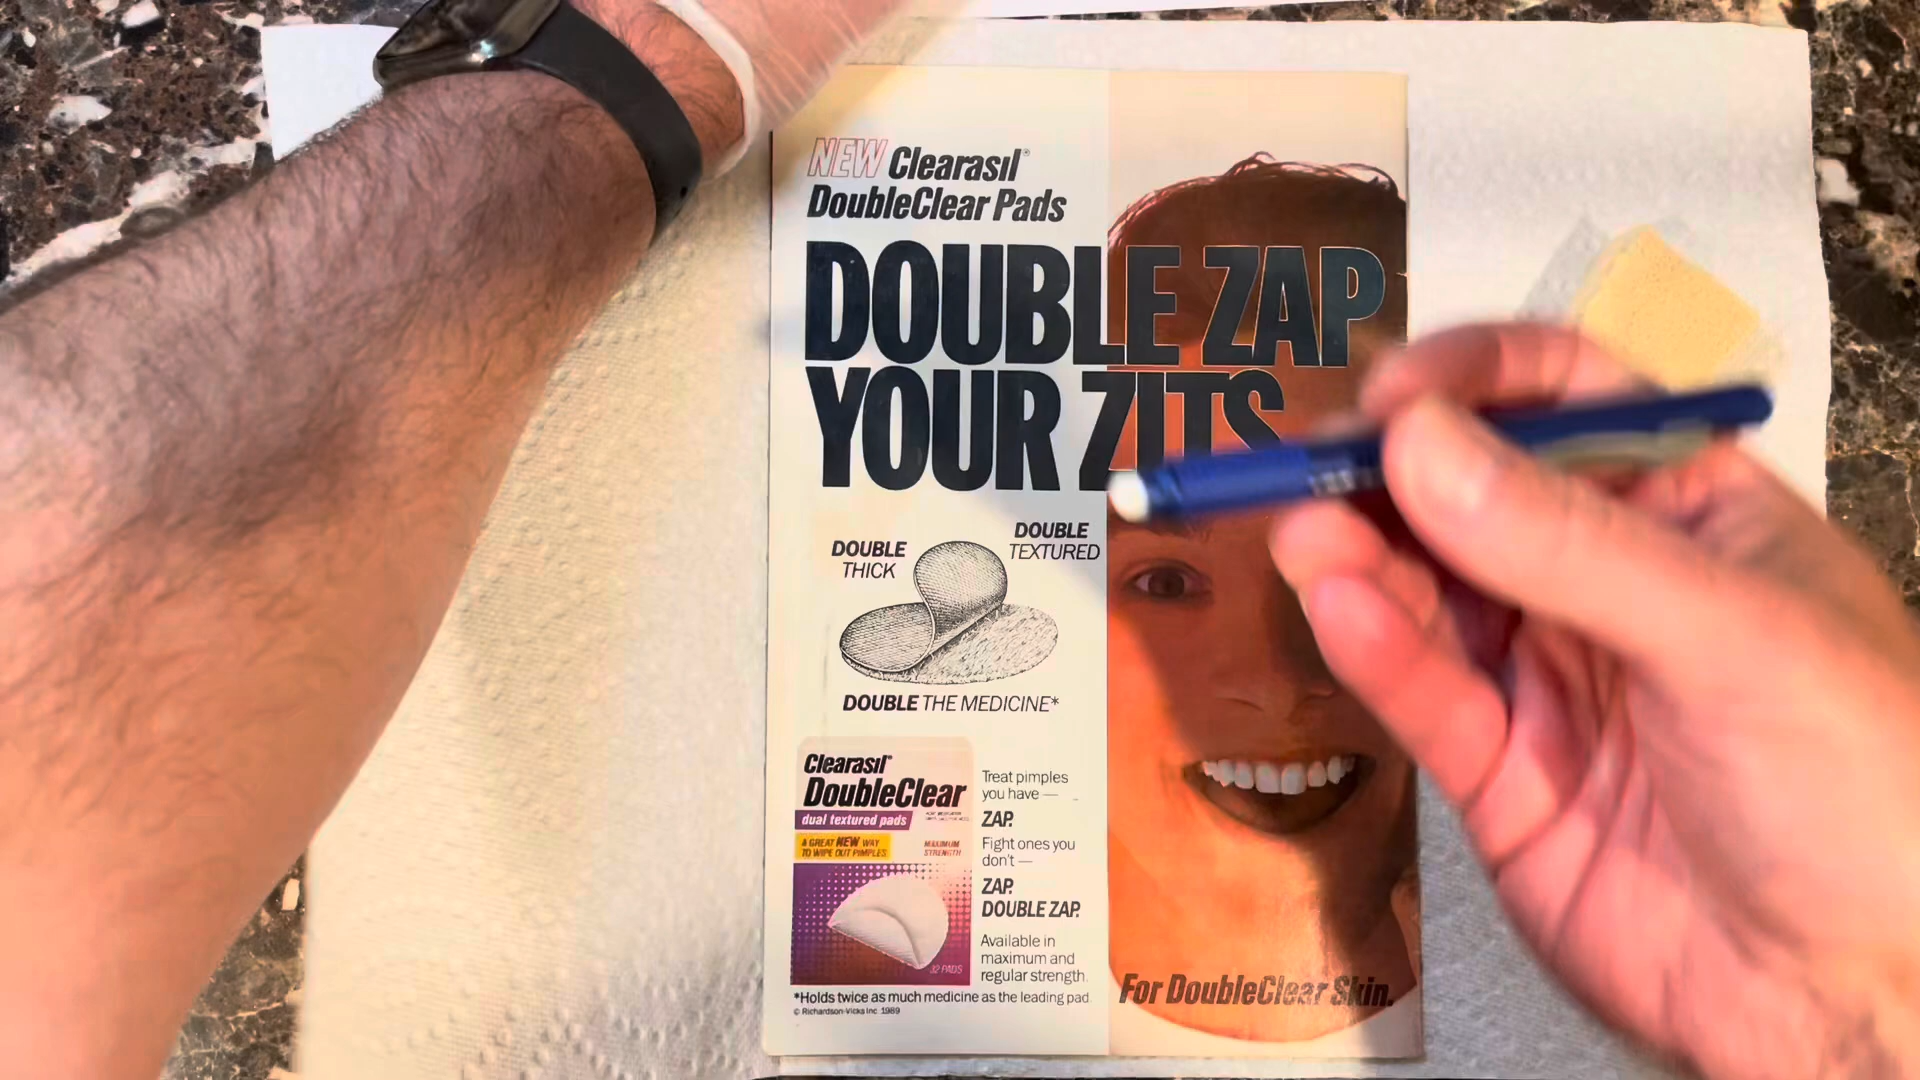 NEW Clearasil®
DoubleClear Pads
DOUBLE ZAP
YOUR ZITS
DOUBLE
THICK
DOUBLE
TEXTURED
DOUBLE THE MEDICINE*
Clearasil®
DoubleClear
dual textured pads
A GREAT NEW WAY
TO WIPE OUT PIMPLES
MAXIMUM
STRENGTH
32 PADS
Treat pimples
you have —
ZAP.
Fight ones you
don't —
ZAP.
DOUBLE ZAP.
Available in
maximum and
regular strength.
*Holds twice as much medicine as the leading pad.
© Richardson-Vicks Inc. 1989
For DoubleClear Skin.